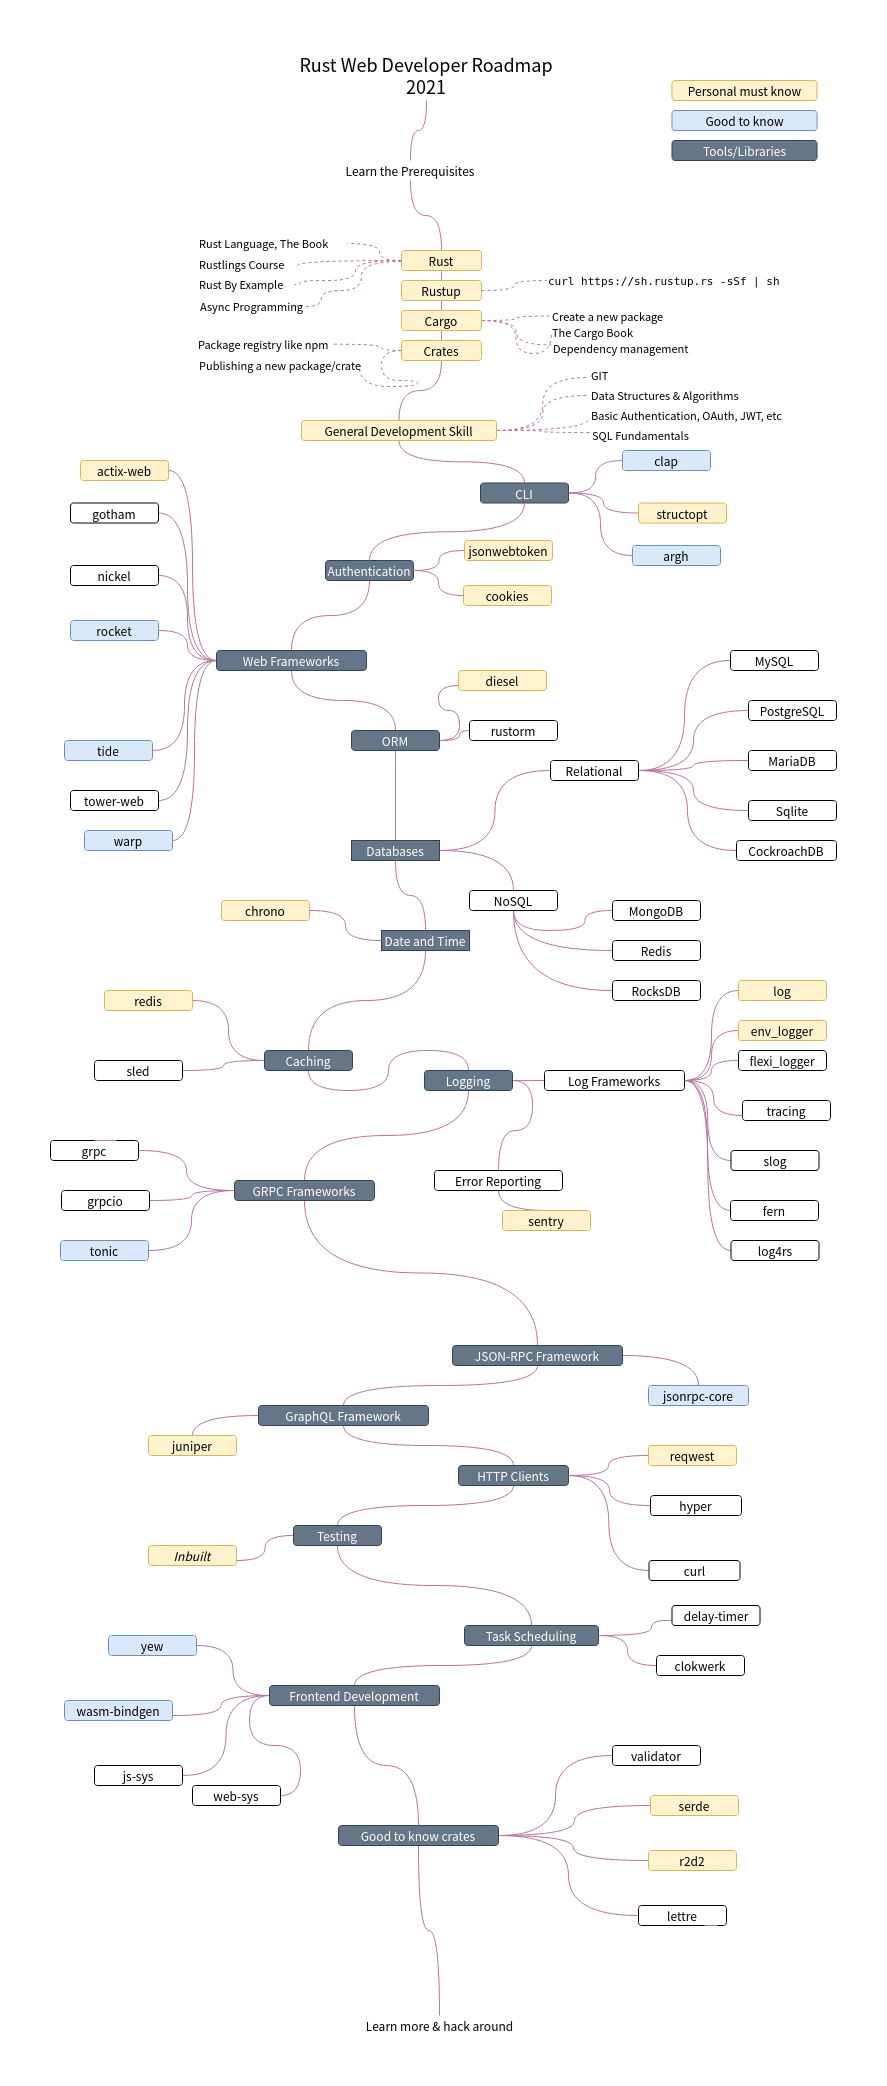 Rust Web Developer Roadmap
2021
Personal must know
Good to know
Tools/Libraries
Learn the Prerequisites
Rust Language, The Book
Rustlings Course
Rust By Example
Async Programming
Rust
Rustup
curl https://sh.rustup.rs -sSf | sh
Cargo
Create a new package
The Cargo Book
Dependency management
Package registry like npm
Publishing a new package/crate
Crates
General Development Skill
GIT
Data Structures & Algorithms
Basic Authentication, OAuth, JWT, etc
SQL Fundamentals
CLI
clap
structopt
argh
Authentication
jsonwebtoken
cookies
actix-web
gotham
nickel
rocket
Web Frameworks
tide
tower-web
warp
ORM
diesel
rustorm
Databases
Relational
MySQL
PostgreSQL
MariaDB
Sqlite
CockroachDB
NoSQL
MongoDB
Redis
RocksDB
chrono
Date and Time
redis
sled
Caching
Logging
Log Frameworks
log
env_logger
flexi_logger
tracing
slog
fern
log4rs
Error Reporting
sentry
grpc
grpcio
tonic
GRPC Frameworks
JSON-RPC Framework
jsonrpc-core
GraphQL Framework
juniper
HTTP Clients
reqwest
hyper
curl
Testing
Inbuilt
Task Scheduling
delay-timer
clokwerk
yew
wasm-bindgen
js-sys
web-sys
Frontend Development
Good to know crates
validator
serde
r2d2
lettre
Learn more & hack around